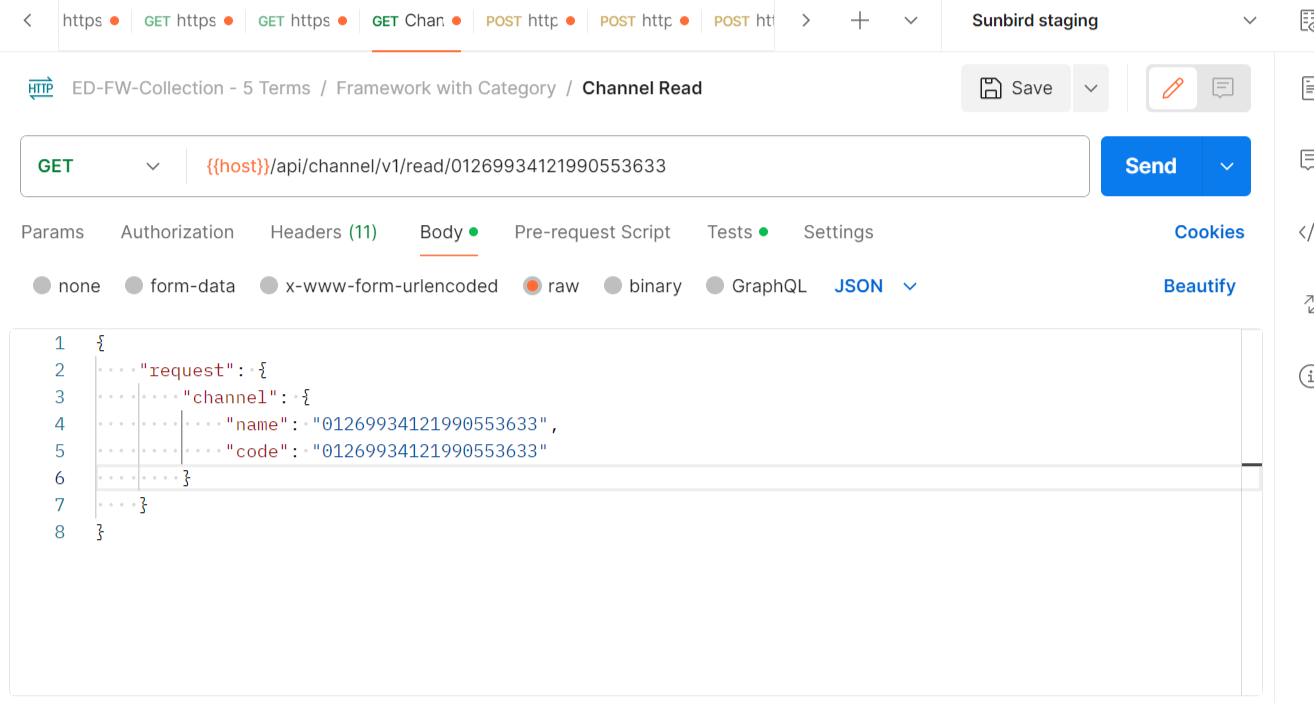 https GET https GET https GET Chan POST http POST http POST htt Sunbird staging
HTTP ED-FW-Collection - 5 Terms / Framework with Category / Channel Read Save
GET {{host}}/api/channel/v1/read/01269934121990553633 Send
Params Authorization Headers (11) Body Pre-request Script Tests Settings Cookies
none form-data x-www-form-urlencoded raw binary GraphQL JSON Beautify
1 {
2 "request": {
3 "channel": {
4 "name": "01269934121990553633",
5 "code": "01269934121990553633"
6 }
7 }
8 }